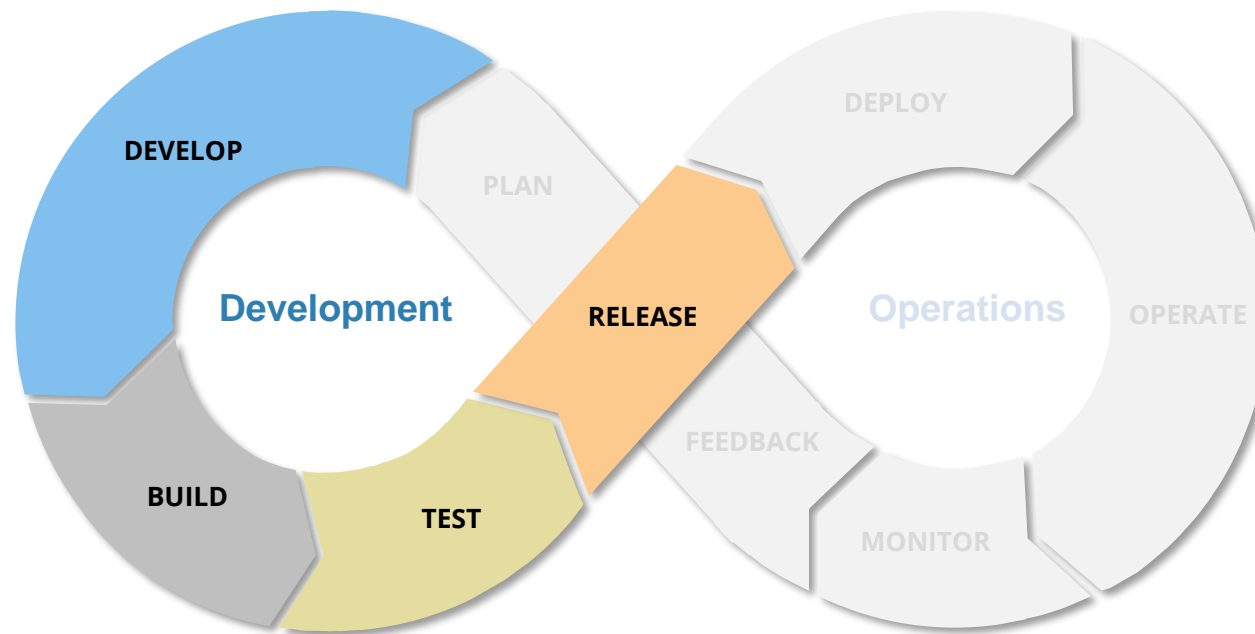 DEPLOY
DEVELOP
PLAN
Development
RELEASE
Operations
OPERATE
FEEDBACK
BUILD
TEST
MONITOR